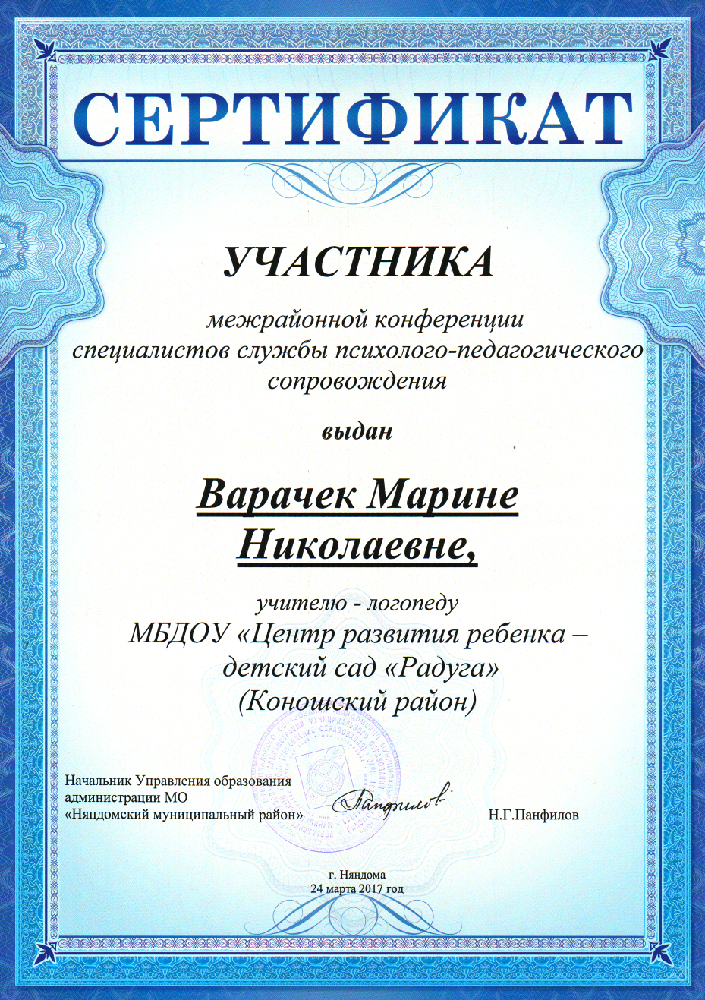 СЕРТИФИКАТ
УЧАСТНИКА
межрайонной конференции
специалистов службы психолого-педагогического
сопровождения
выдан
Варачек Марине
Николаевне,
учителю - логопеду
МБДОУ «Центр развития ребенка –
детский сад «Радуга»
(Коношский район)
Начальник Управления образования
администрации МО
«Няндомский муниципальный район»
Панфилов
Н.Г.Панфилов
г. Няндома
24 марта 2017 год